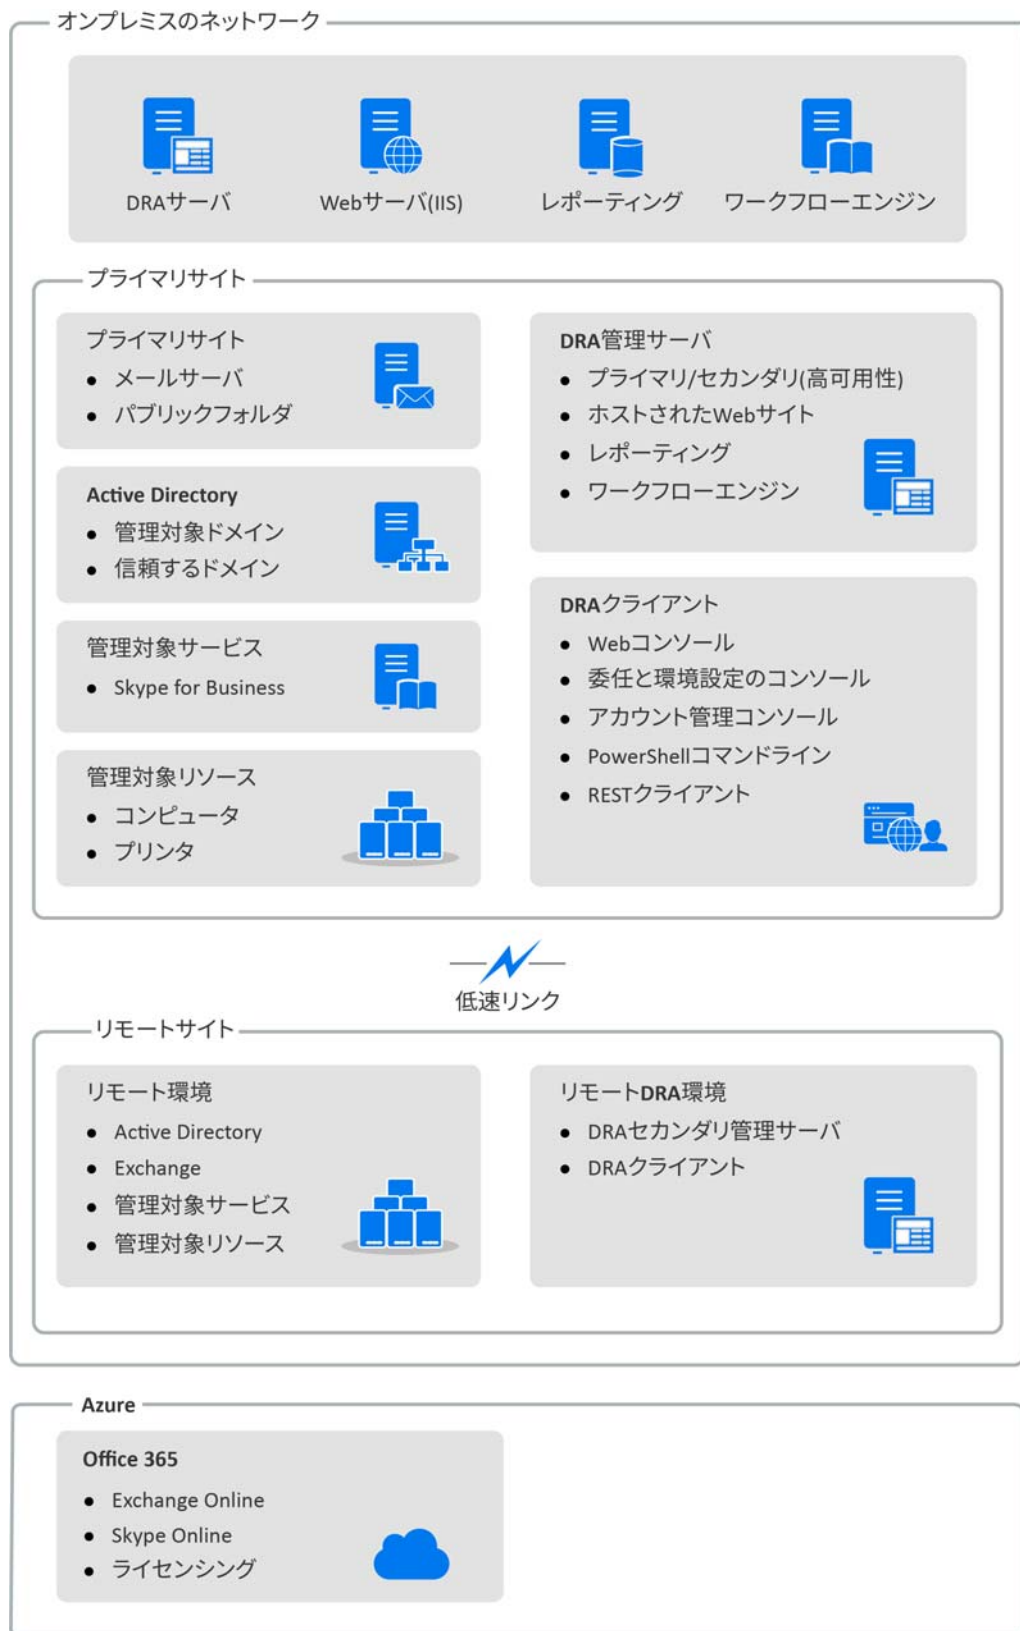 オンプレミスのネットワーク
DRAサーバ
Webサーバ(IIS)
レポーティング
ワークフローエンジン
プライマリサイト
プライマリサイト
• メールサーバ
• パブリックフォルダ
Active Directory
• 管理対象ドメイン
• 信頼するドメイン
管理対象サービス
• Skype for Business
管理対象リソース
• コンピュータ
• プリンタ
DRA管理サーバ
• プライマリ/セカンダリ(高可用性)
• ホストされたWebサイト
• レポーティング
• ワークフローエンジン
DRAクライアント
• Webコンソール
• 委任と環境設定のコンソール
• アカウント管理コンソール
• PowerShellコマンドライン
• RESTクライアント
低速リンク
リモートサイト
リモート環境
• Active Directory
• Exchange
• 管理対象サービス
• 管理対象リソース
リモートDRA環境
• DRAセカンダリ管理サーバ
• DRAクライアント
Azure
Office 365
• Exchange Online
• Skype Online
• ライセンシング